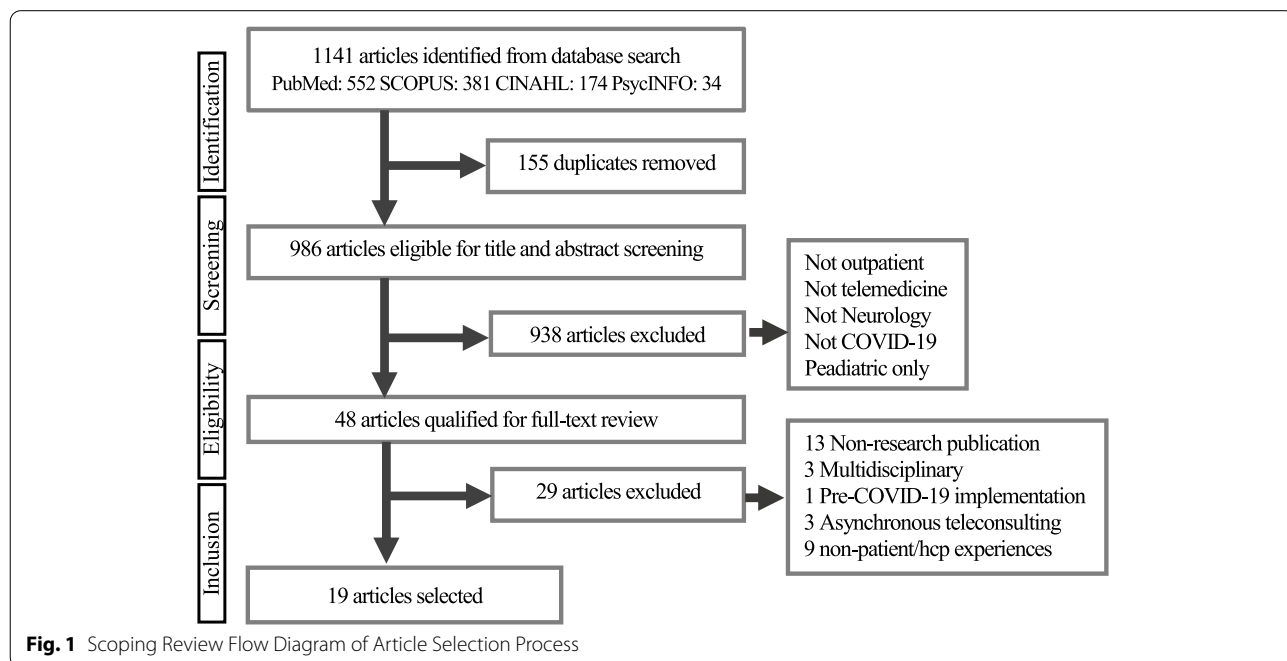 Identification
1141 articles identified from database search
PubMed: 552 SCOPUS: 381 CINAHL: 174 PsycINFO: 34
155 duplicates removed
Screening
986 articles eligible for title and abstract screening
938 articles excluded
Not outpatient
Not telemedicine
Not Neurology
Not COVID-19
Peadiatric only
Eligibility
48 articles qualified for full-text review
29 articles excluded
13 Non-research publication
3 Multidisciplinary
1 Pre-COVID-19 implementation
3 Asynchronous teleconsulting
9 non-patient/hcp experiences
Inclusion
19 articles selected
Fig. 1 Scoping Review Flow Diagram of Article Selection Process